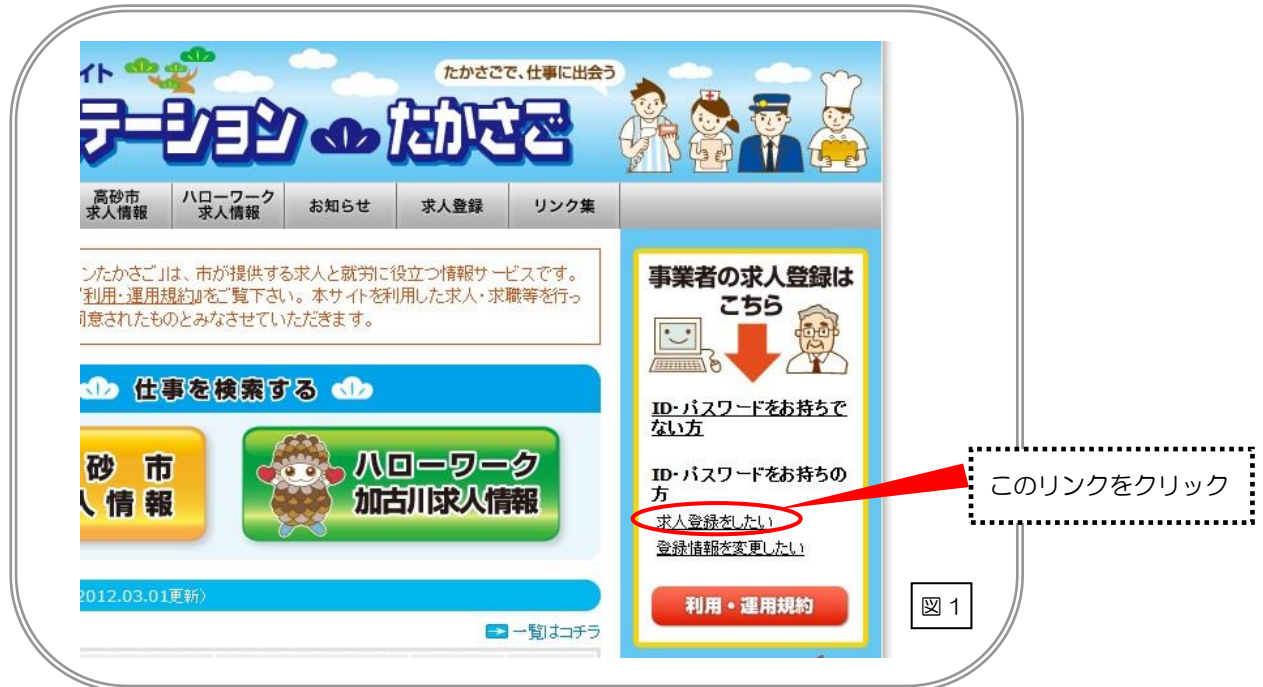 イト
たかさごで、仕事に出会う
テーション たかさご
高砂市
求人情報
ハローワーク
求人情報
お知らせ
求人登録
リンク集
ンたかさご」は、市が提供する求人と就労に役立つ情報サービスです。
『利用・運用規約』をご覧下さい。本サイトを利用した求人・求職等を行っ
同意されたものとみなさせていただきます。
仕事を検索する
砂市
人情報
ハローワーク
加古川求人情報
2012.03.01更新〉
一覧はコチラ
事業者の求人登録は
こちら
ID・パスワードをお持ちで
ない方
ID・パスワードをお持ちの
方
求人登録をしたい
登録情報を変更したい
利用・運用規約
このリンクをクリック
図1